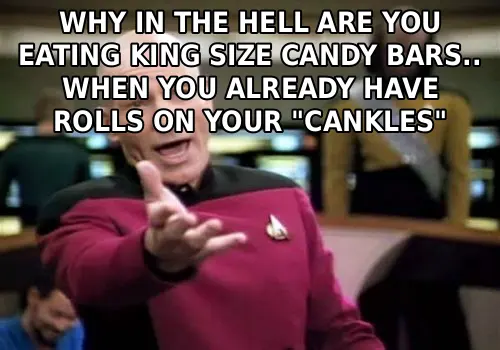 WHY IN THE HELL ARE YOU
EATING KING SIZE CANDY BARS..
WHEN YOU ALREADY HAVE
ROLLS ON YOUR "CANKLES"